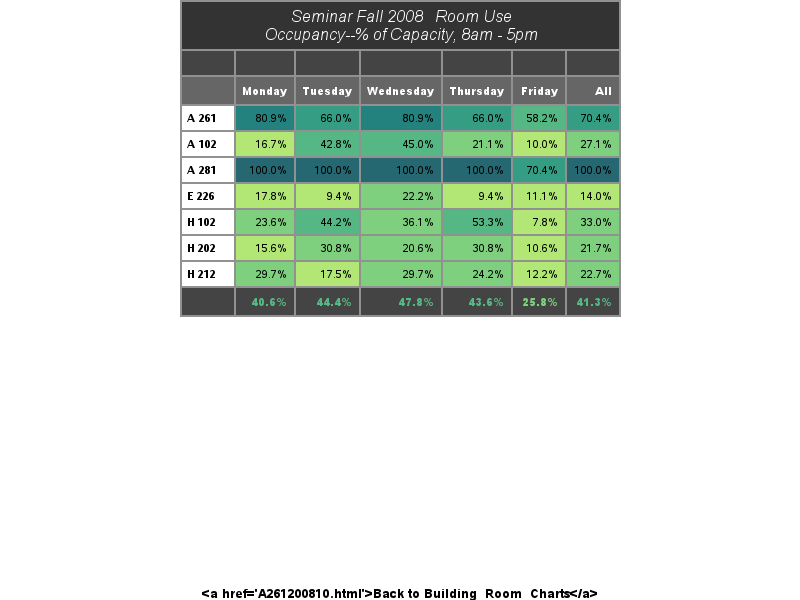 Seminar Fall 2008  Room Use
Occupancy--% of Capacity, 8am - 5pm
Monday Tuesday Wednesday Thursday Friday All
A 261 80.9% 66.0% 80.9% 66.0% 58.2% 70.4%
A 102 16.7% 42.8% 45.0% 21.1% 10.0% 27.1%
A 281 100.0% 100.0% 100.0% 100.0% 70.4% 100.0%
E 226 17.8% 9.4% 22.2% 9.4% 11.1% 14.0%
H 102 23.6% 44.2% 36.1% 53.3% 7.8% 33.0%
H 202 15.6% 30.8% 20.6% 30.8% 10.6% 21.7%
H 212 29.7% 17.5% 29.7% 24.2% 12.2% 22.7%
40.6% 44.4% 47.8% 43.6% 25.8% 41.3%
<a href='A261200810.html'>Back to Building  Room  Charts</a>